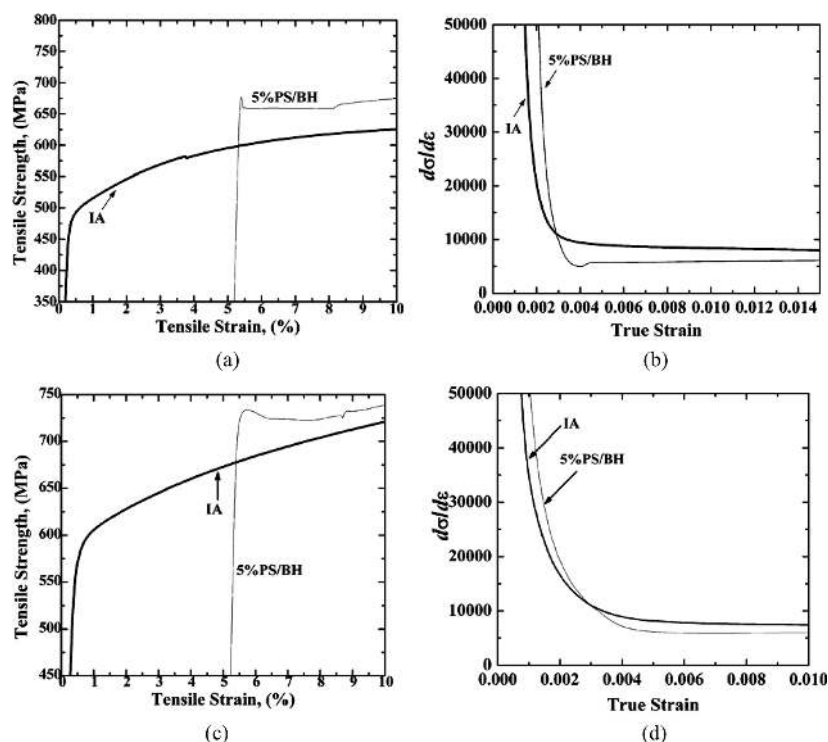 800
750
700
650
600
550
500
450
400
350
Tensile Strength, (MPa)
5%PS/BH
IA
0 1 2 3 4 5 6 7 8 9 10
Tensile Strain, (%)
(a)
50000
40000
30000
20000
10000
0
dσ/dε
5%PS/BH
IA
0.000 0.002 0.004 0.006 0.008 0.010 0.012 0.014
True Strain
(b)
750
700
650
600
550
500
450
Tensile Strength, (MPa)
IA
5%PS/BH
0 1 2 3 4 5 6 7 8 9 10
Tensile Strain, (%)
(c)
50000
40000
30000
20000
10000
0
dσ/dε
IA
5%PS/BH
0.000 0.002 0.004 0.006 0.008 0.010
True Strain
(d)